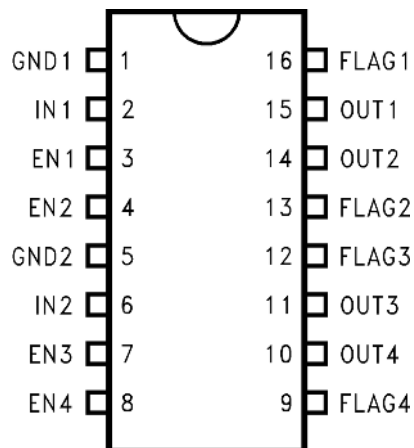 GND1 1 16 FLAG1
IN1 2 15 OUT1
EN1 3 14 OUT2
EN2 4 13 FLAG2
GND2 5 12 FLAG3
IN2 6 11 OUT3
EN3 7 10 OUT4
EN4 8 9 FLAG4